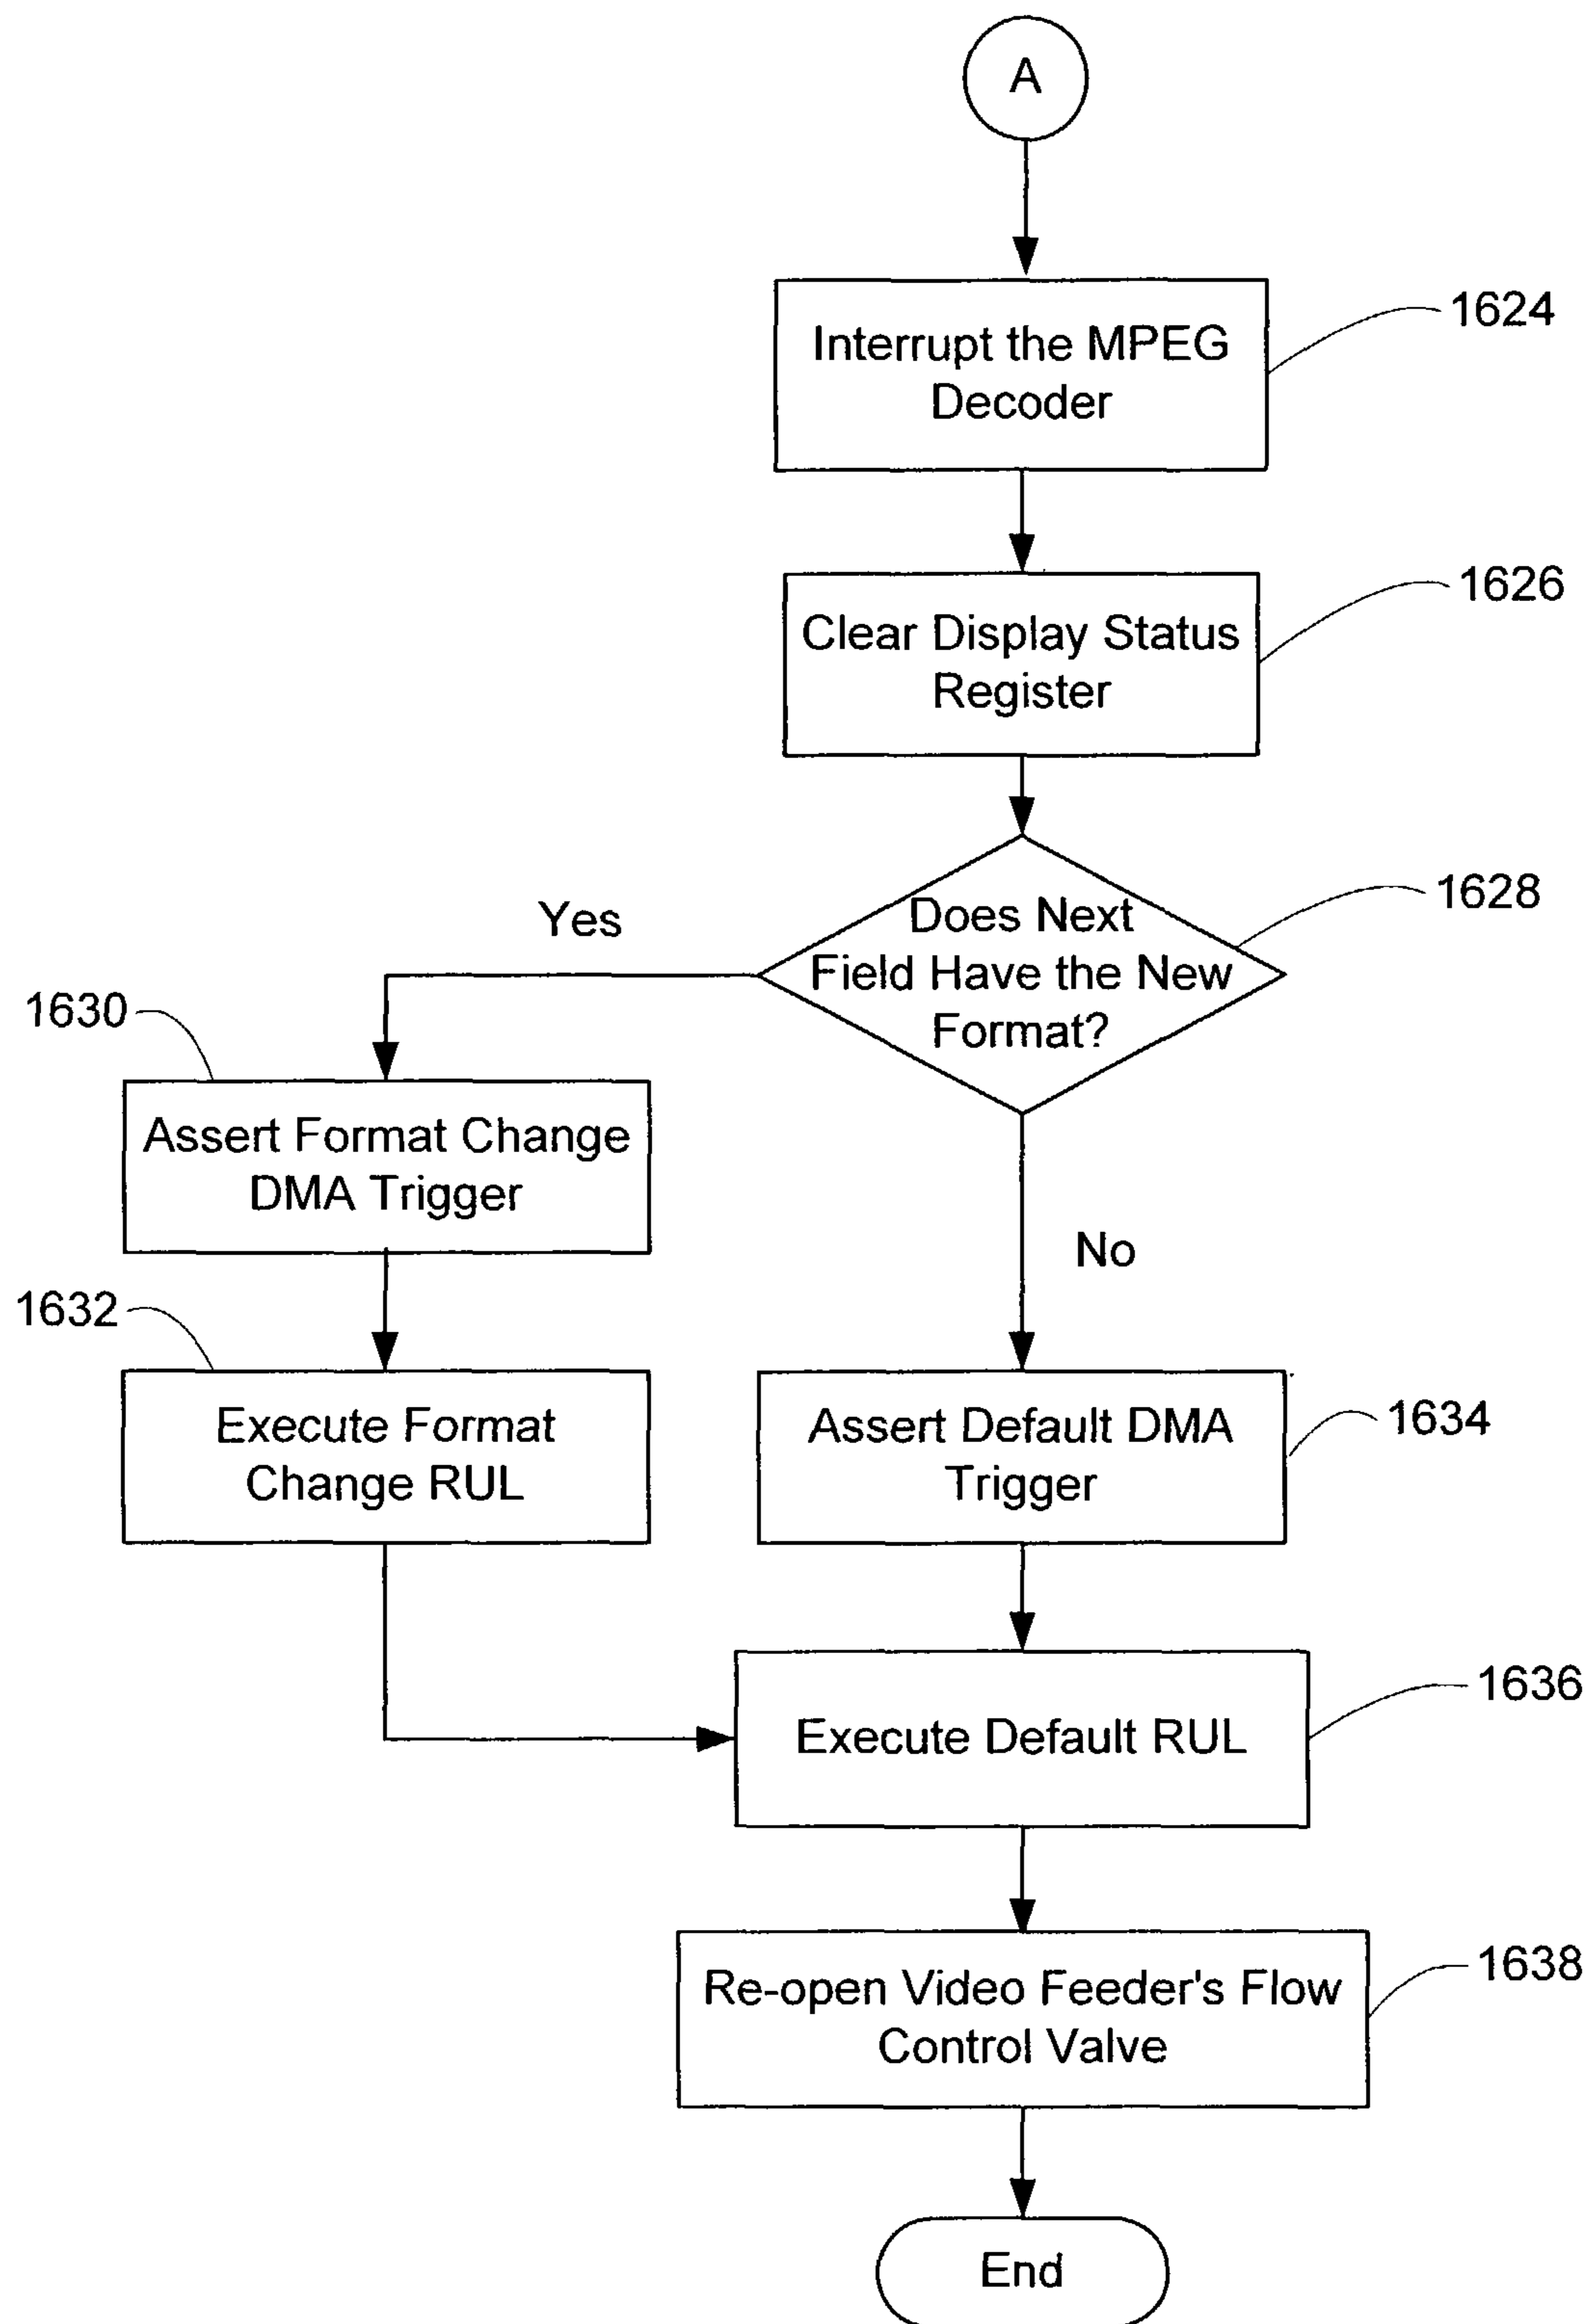 A
Interrupt the MPEG
Decoder
1624
Clear Display Status
Register
1626
Does Next
Field Have the New
Format?
1628
Yes
No
1630
Assert Format Change
DMA Trigger
1632
Execute Format
Change RUL
Assert Default DMA
Trigger
1634
Execute Default RUL
1636
Re-open Video Feeder's Flow
Control Valve
1638
End